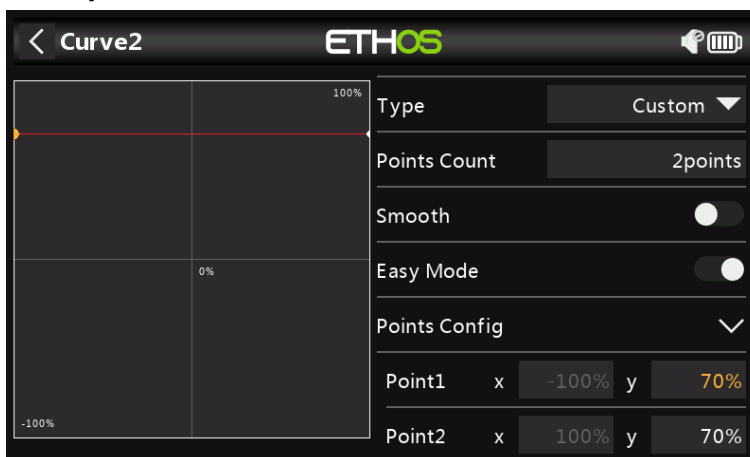 Curve2
ETHOS
100%
0%
-100%
Type Custom
Points Count 2points
Smooth
Easy Mode
Points Config
Point1 x -100% y 70%
Point2 x 100% y 70%